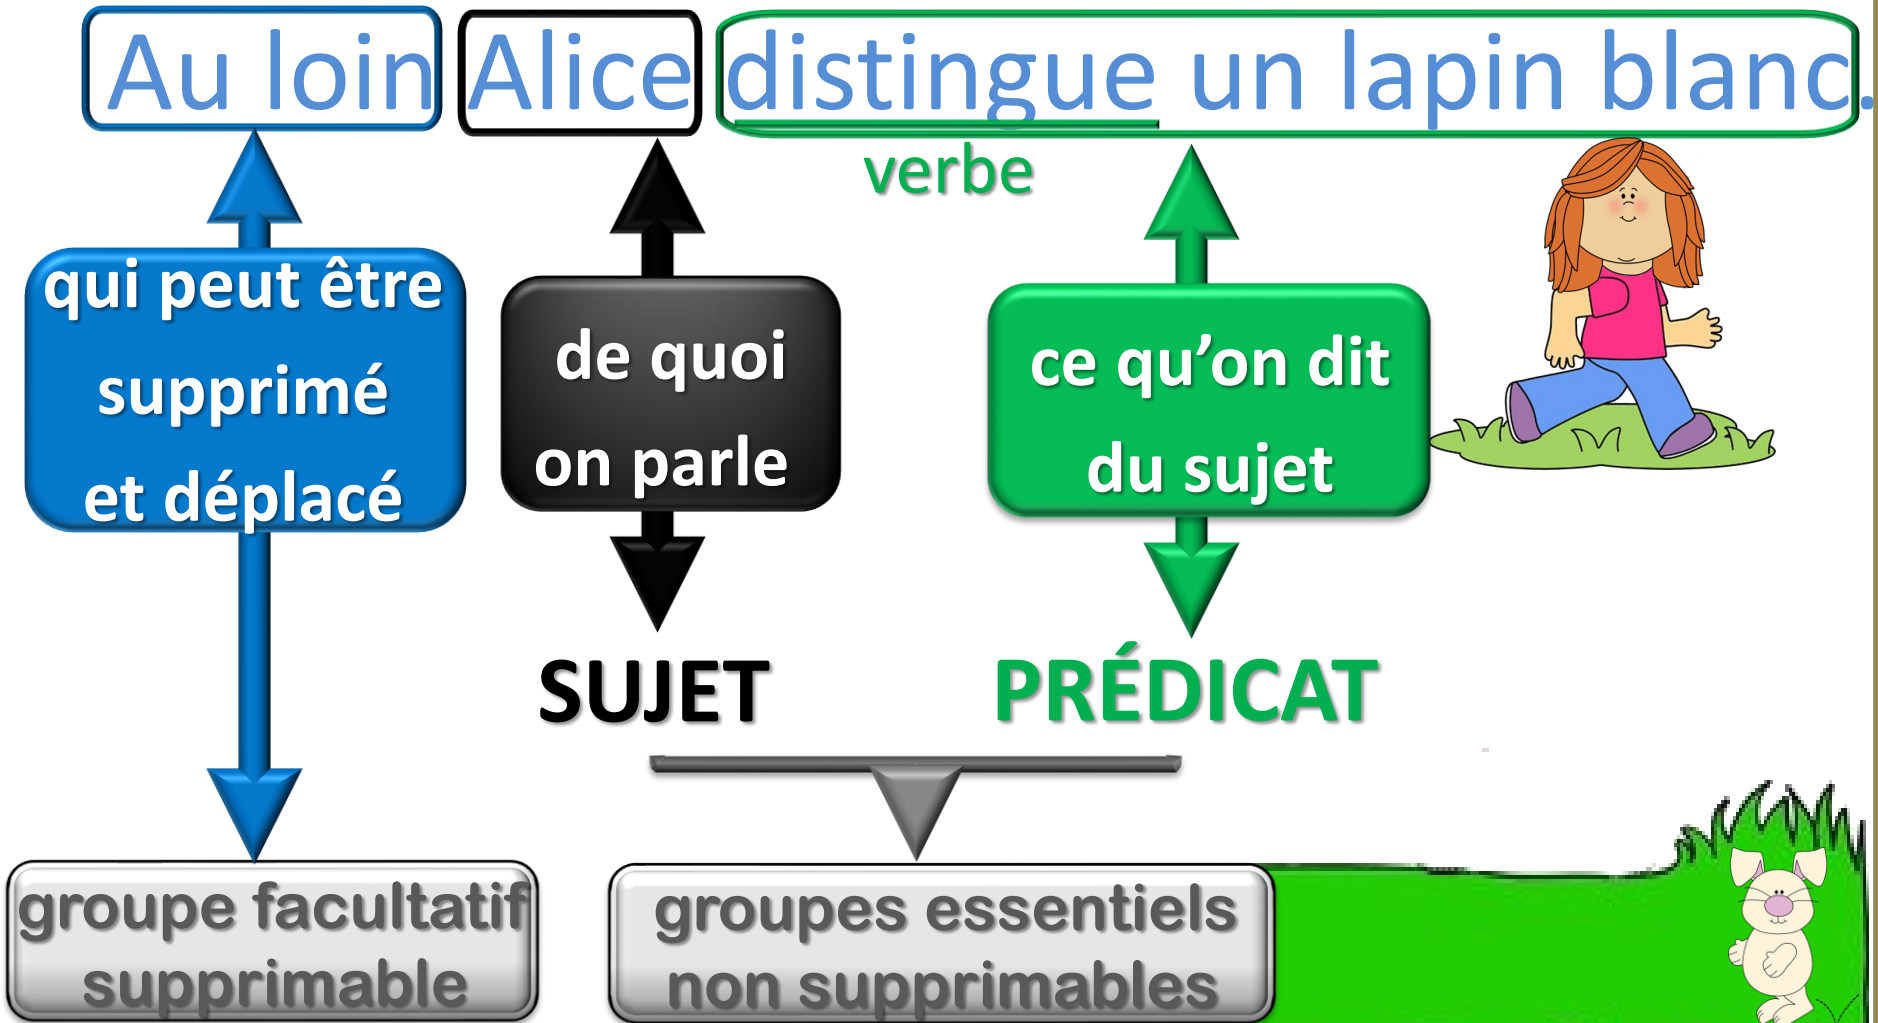 Au loin Alice distingue un lapin blanc.
verbe
qui peut être
supprimé
et déplacé
de quoi
on parle
ce qu’on dit
du sujet
SUJET
PRÉDICAT
groupe facultatif
supprimable
groupes essentiels
non supprimables